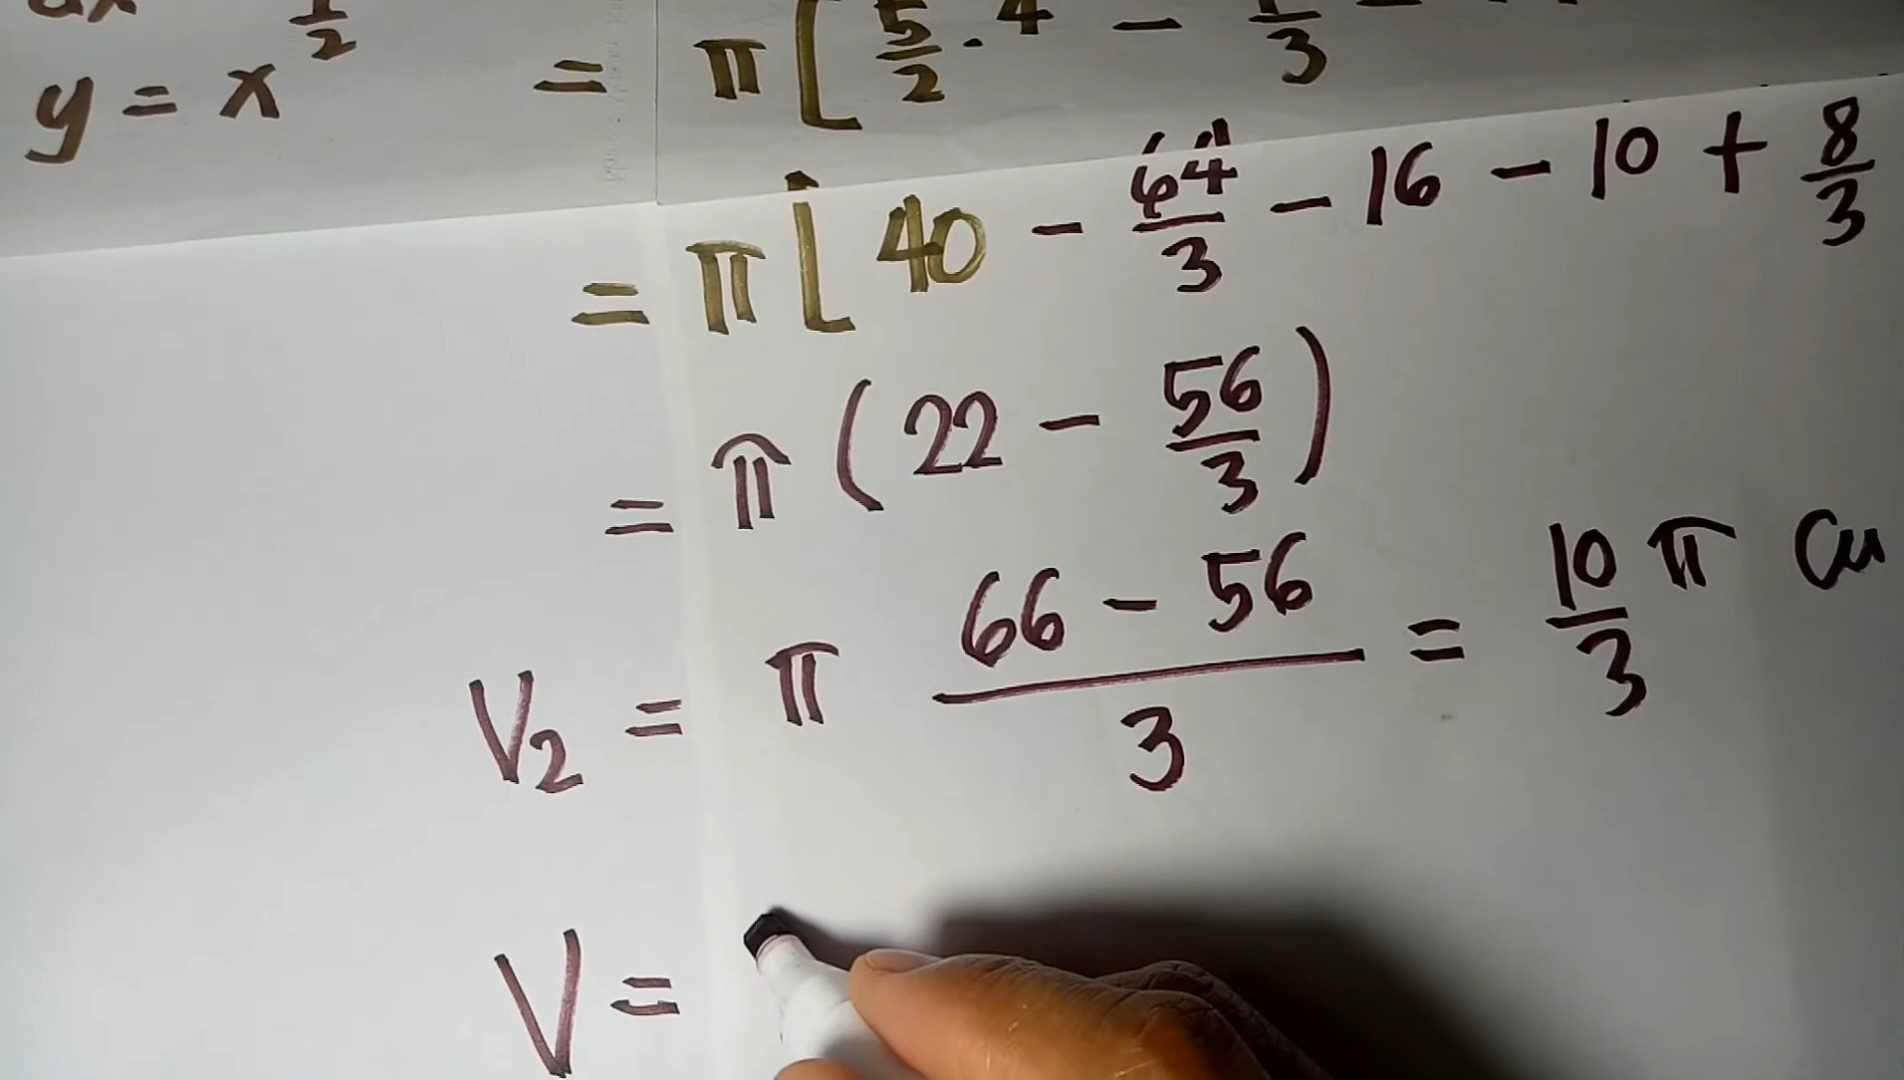 y = x^{1/2} = π [ 5/2 · 4 - 1/3
= π [ 40 - 64/3 - 16 - 10 + 8/3
= π ( 22 - 56/3 )
V₂ = π (66 - 56)/3 = 10/3 π Cu
V =